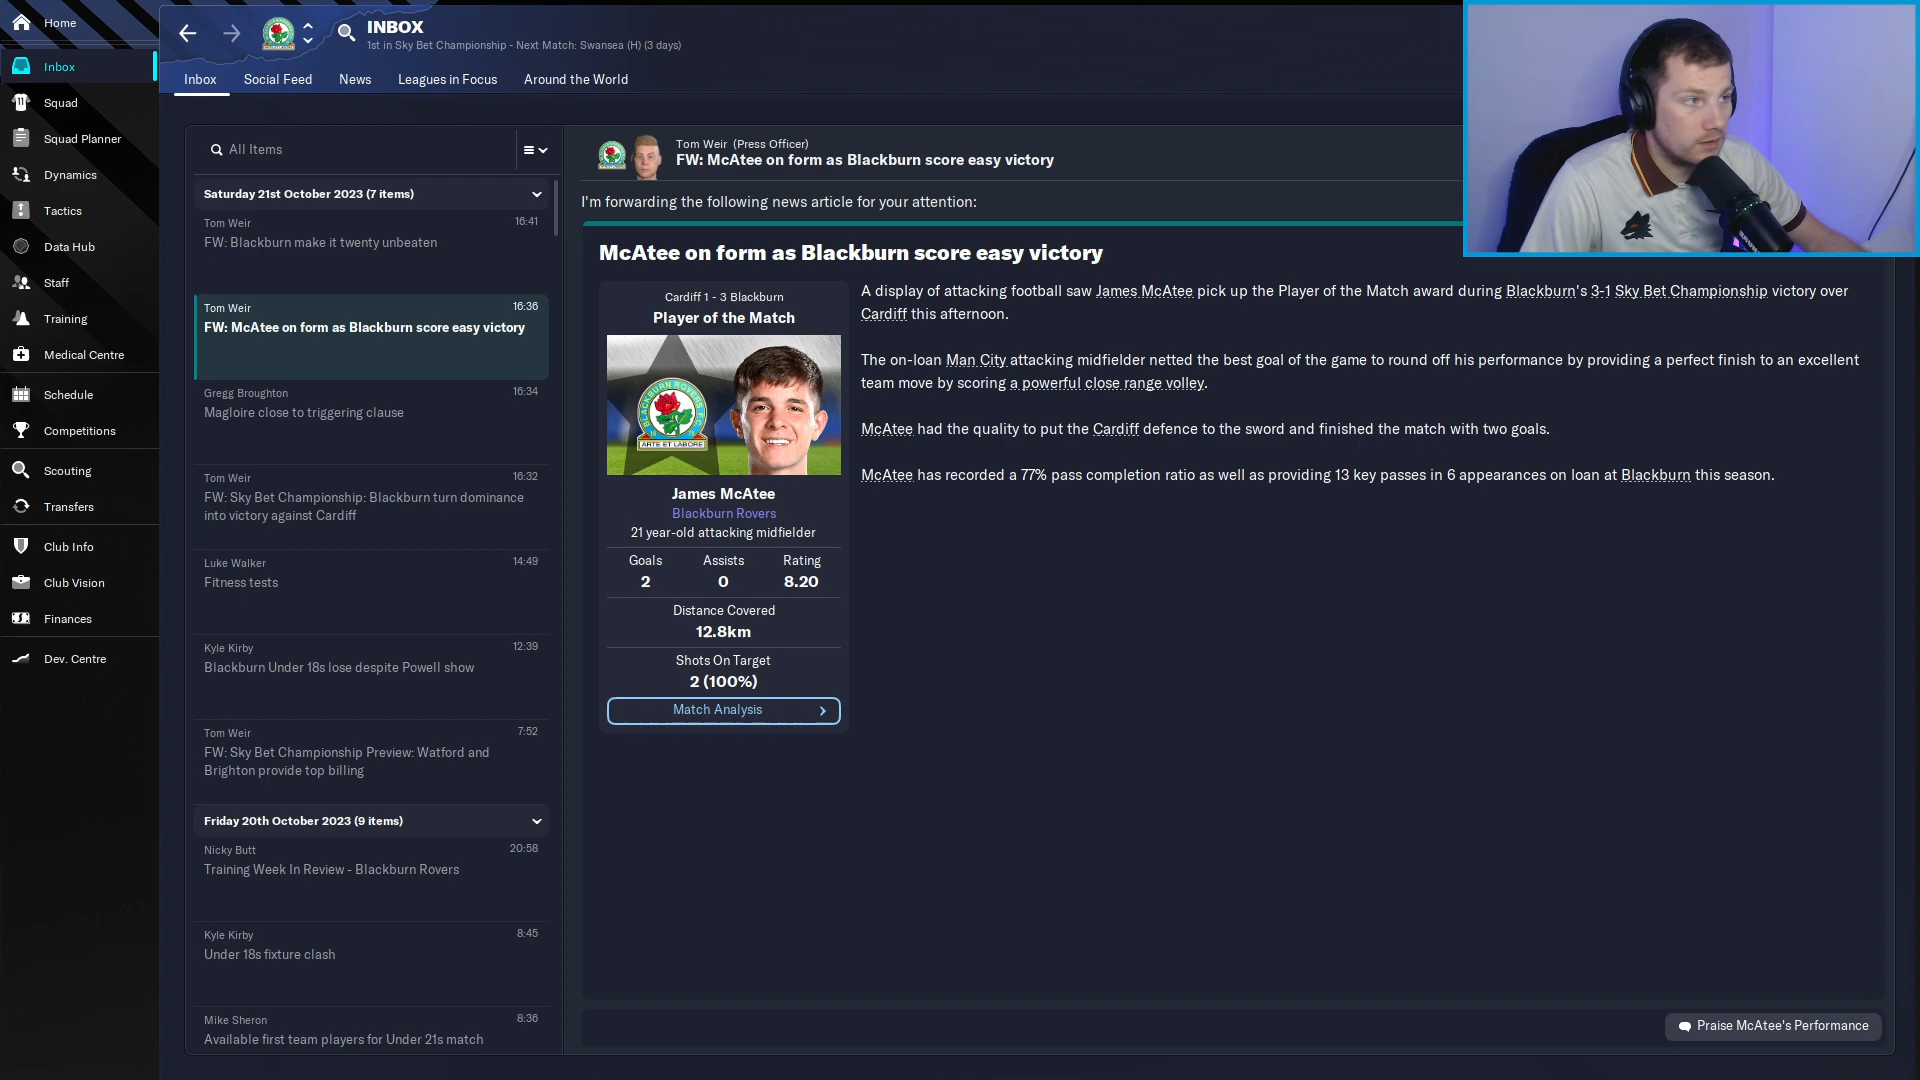 Home
Inbox
Squad
Squad Planner
Dynamics
Tactics
Data Hub
Staff
Training
Medical Centre
Schedule
Competitions
Scouting
Transfers
Club Info
Club Vision
Finances
Dev. Centre
INBOX
1st in Sky Bet Championship - Next Match: Swansea (H) (3 days)
Inbox Social Feed News Leagues in Focus Around the World
All Items
Saturday 21st October 2023 (7 items)
Tom Weir 16:41
FW: Blackburn make it twenty unbeaten
Tom Weir 16:36
FW: McAtee on form as Blackburn score easy victory
Gregg Broughton 16:34
Magloire close to triggering clause
Tom Weir 16:32
FW: Sky Bet Championship: Blackburn turn dominance
into victory against Cardiff
Luke Walker 14:49
Fitness tests
Kyle Kirby 12:39
Blackburn Under 18s lose despite Powell show
Tom Weir 7:52
FW: Sky Bet Championship Preview: Watford and
Brighton provide top billing
Friday 20th October 2023 (9 items)
Nicky Butt 20:58
Training Week In Review - Blackburn Rovers
Kyle Kirby 8:45
Under 18s fixture clash
Mike Sheron 8:36
Available first team players for Under 21s match
Tom Weir (Press Officer)
FW: McAtee on form as Blackburn score easy victory
I'm forwarding the following news article for your attention:
McAtee on form as Blackburn score easy victory
Cardiff 1 - 3 Blackburn
Player of the Match
BLACKBURN ROVERS F.C.
ARTE ET LABORE
James McAtee
Blackburn Rovers
21 year-old attacking midfielder
Goals Assists Rating
2 0 8.20
Distance Covered
12.8km
Shots On Target
2 (100%)
Match Analysis
A display of attacking football saw James McAtee pick up the Player of the Match award during Blackburn's 3-1 Sky Bet Championship victory over
Cardiff this afternoon.
The on-loan Man City attacking midfielder netted the best goal of the game to round off his performance by providing a perfect finish to an excellent
team move by scoring a powerful close range volley.
McAtee had the quality to put the Cardiff defence to the sword and finished the match with two goals.
McAtee has recorded a 77% pass completion ratio as well as providing 13 key passes in 6 appearances on loan at Blackburn this season.
Praise McAtee's Performance